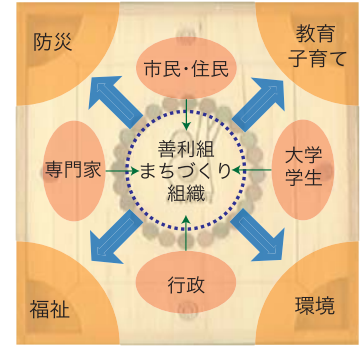 防災
教育
子育て
市民・住民
専門家
善利組
まちづくり
組織
大学
学生
行政
福祉
環境